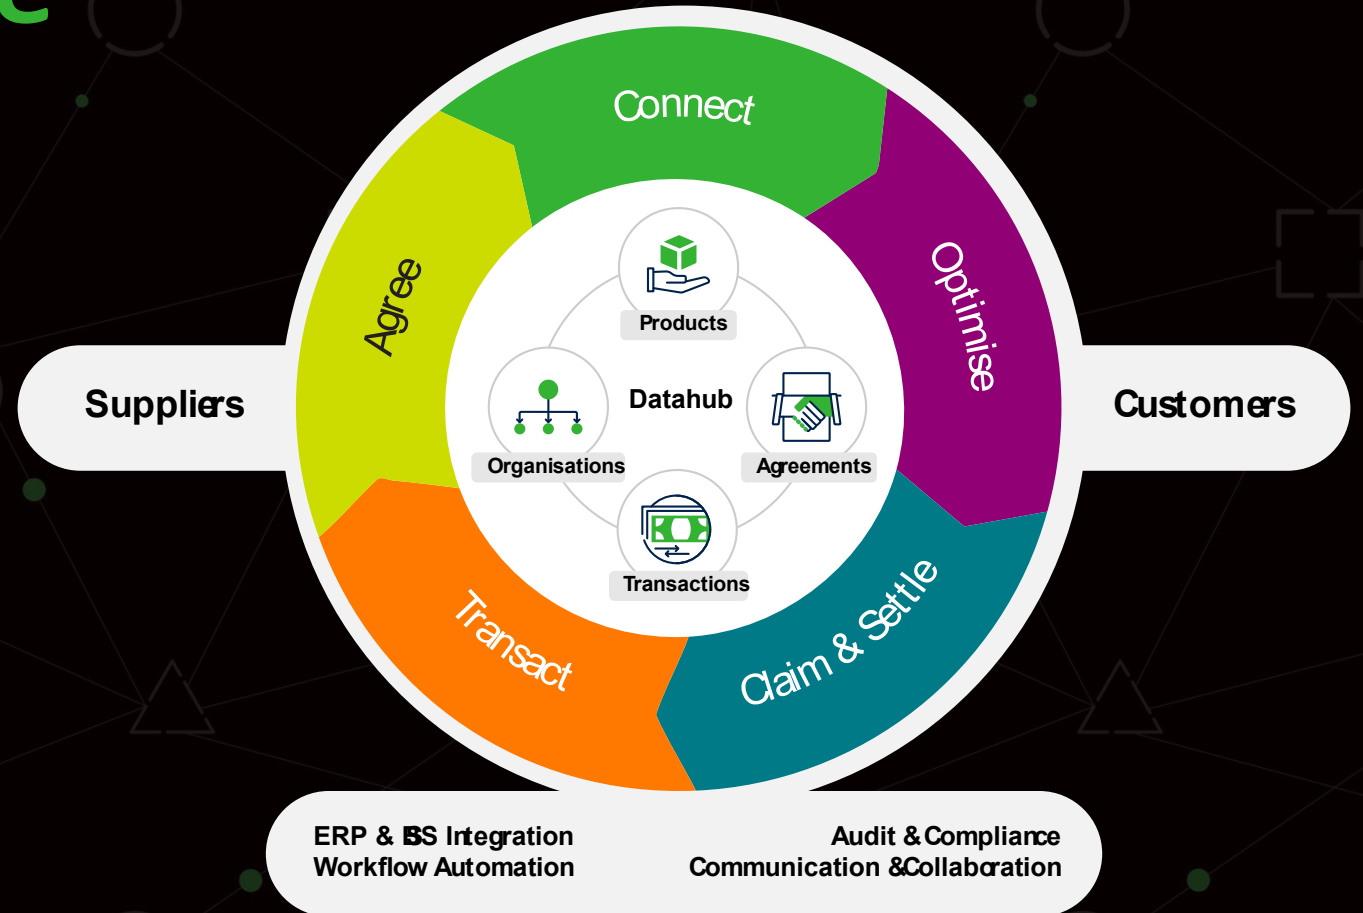 Connect
Optimise
Agree
Products
Suppliers
Datahub
Customers
Organisations
Agreements
Transactions
Claim & Settle
Transact
ERP & BSS Integration
Workflow Automation
Audit & Compliance
Communication & Collaboration